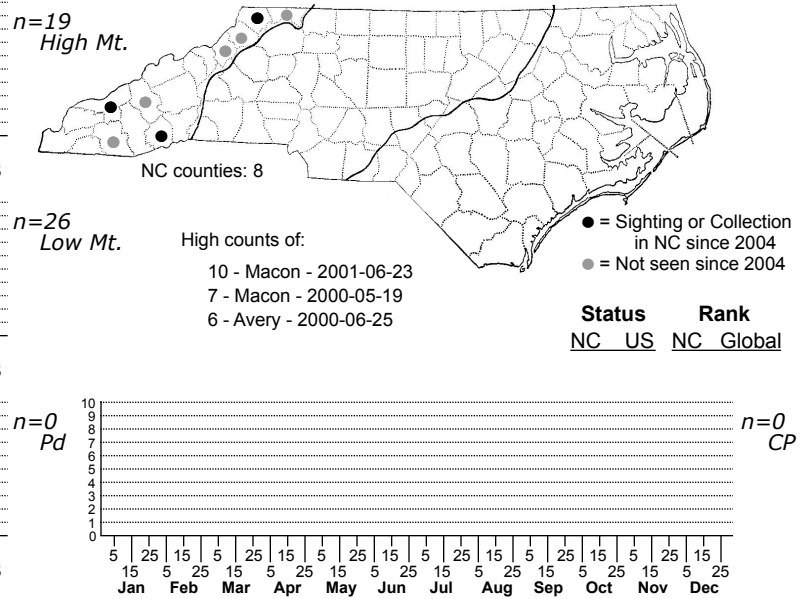 n=19
High Mt.
NC counties: 8
n=26
Low Mt.
High counts of:
10 - Macon - 2001-06-23
7 - Macon - 2000-05-19
6 - Avery - 2000-06-25
= Sighting or Collection
in NC since 2004
= Not seen since 2004
Status Rank
NC US NC Global
n=0
Pd
10
9
8
7
6
5
4
3
2
1
0
n=0
CP
5 25 15 5 25 15 5 25 15 5 25 15 5 25 15 5 25 15
15 5 25 15 5 25 15 5 25 15 5 25 15 5 25 15 5 25
Jan Feb Mar Apr May Jun Jul Aug Sep Oct Nov Dec